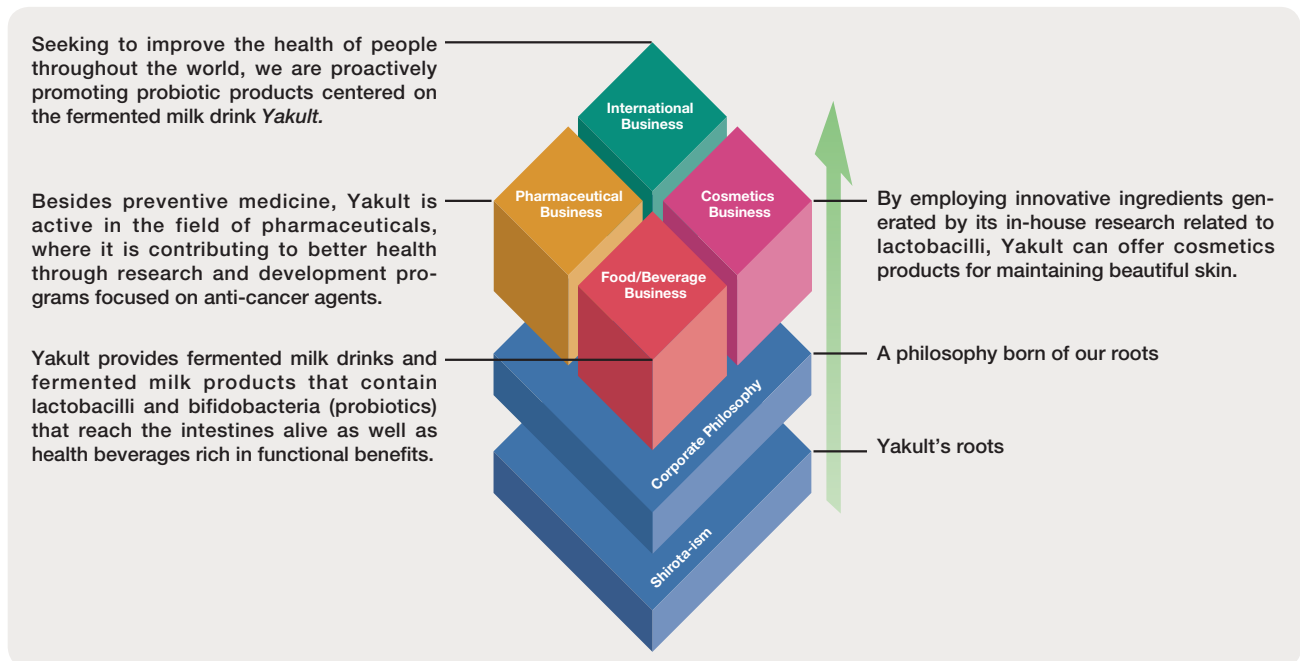 Seeking to improve the health of people
throughout the world, we are proactively
promoting probiotic products centered on
the fermented milk drink Yakult.
International
Business
Pharmaceutical
Business
Cosmetics
Business
Besides preventive medicine, Yakult is
active in the field of pharmaceuticals,
where it is contributing to better health
through research and development pro-
grams focused on anti-cancer agents.
By employing innovative ingredients gen-
erated by its in-house research related to
lactobacilli, Yakult can offer cosmetics
products for maintaining beautiful skin.
Food/Beverage
Business
Yakult provides fermented milk drinks and
fermented milk products that contain
lactobacilli and bifidobacteria (probiotics)
that reach the intestines alive as well as
health beverages rich in functional benefits.
A philosophy born of our roots
Corporate Philosophy
Yakult’s roots
Shirota-ism